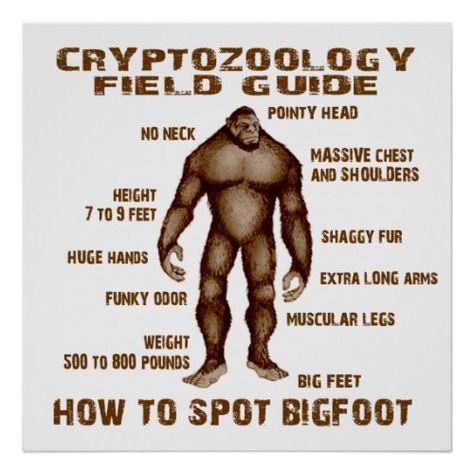 CRYPTOZOOLOGY
FIELD GUIDE
POINTY HEAD
NO NECK
MASSIVE CHEST
AND SHOULDERS
HEIGHT
7 TO 9 FEET
SHAGGY FUR
HUGE HANDS
EXTRA LONG ARMS
FUNKY ODOR
MUSCULAR LEGS
WEIGHT
500 TO 800 POUNDS
BIG FEET
HOW TO SPOT BIGFOOT